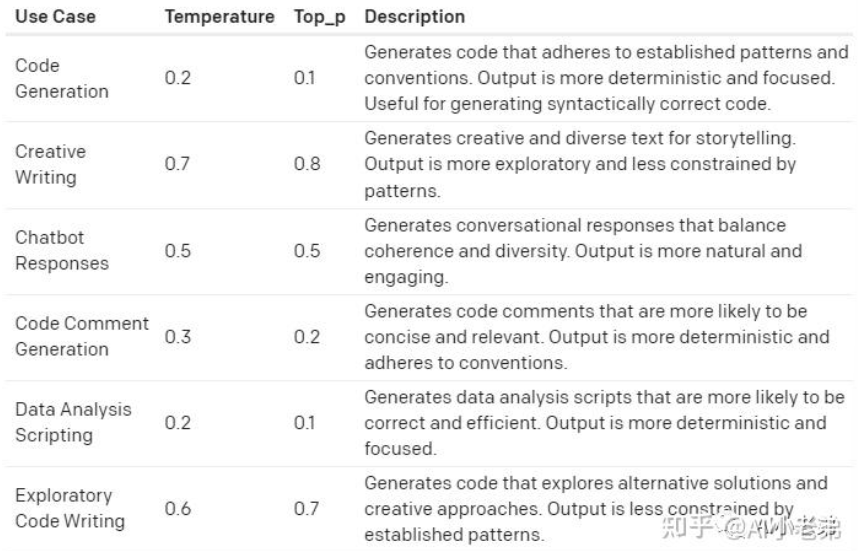 Use Case Temperature Top_p Description
Code Generation 0.2 0.1 Generates code that adheres to established patterns and
conventions. Output is more deterministic and focused.
Useful for generating syntactically correct code.
Creative Writing 0.7 0.8 Generates creative and diverse text for storytelling.
Output is more exploratory and less constrained by
patterns.
Chatbot Responses 0.5 0.5 Generates conversational responses that balance
coherence and diversity. Output is more natural and
engaging.
Code Comment Generation 0.3 0.2 Generates code comments that are more likely to be
concise and relevant. Output is more deterministic and
adheres to conventions.
Data Analysis Scripting 0.2 0.1 Generates data analysis scripts that are more likely to be
correct and efficient. Output is more deterministic and
focused.
Exploratory Code Writing 0.6 0.7 Generates code that explores alternative solutions and
creative approaches. Output is less constrained by
established patterns.
知乎 @AI小老弟